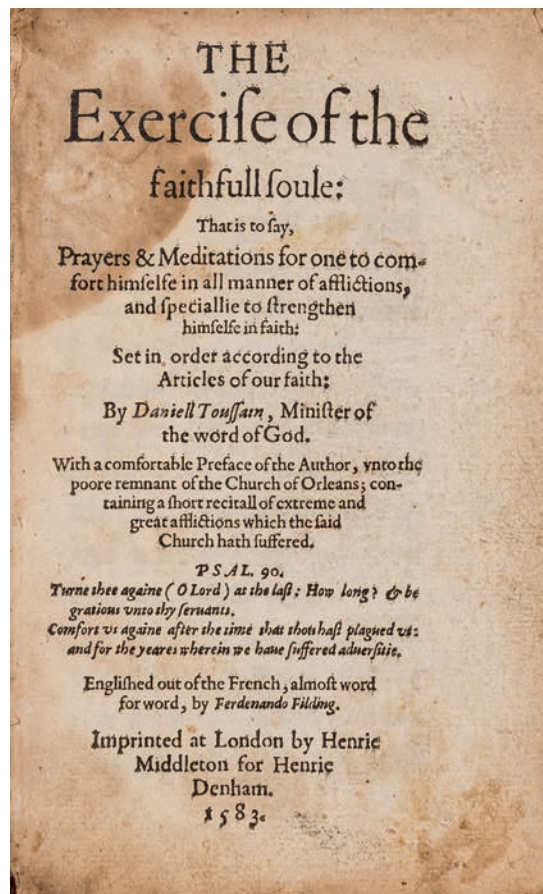 THE
Exerciſe of the
faithfull ſoule:
That is to ſay,
Prayers & Meditations for one to com-
fort himſelfe in all manner of afflictions,
and ſpeciallie to ſtrengthen
himſelfe in faith:
Set in order according to the
Articles of our faith:
By Daniell Touſſain, Miniſter of
the word of God.
With a comfortable Preface of the Author, vnto the
poore remnant of the Church of Orleans; con-
taining a ſhort recitall of extreme and
great afflictions which the ſaid
Church hath ſuffered.
PSAL. 90.
Turne thee againe (O Lord) at the laſt: How long? & be
gratious vnto thy ſeruants.
Comfort vs againe after the time that thou haſt plagued vs:
and for the yeares wherein we haue ſuffered aduerſitie.
Engliſhed out of the French, almoſt word
for word, by Ferdenando Filding.
Imprinted at London by Henrie
Middleton for Henrie
Denham.
1583.